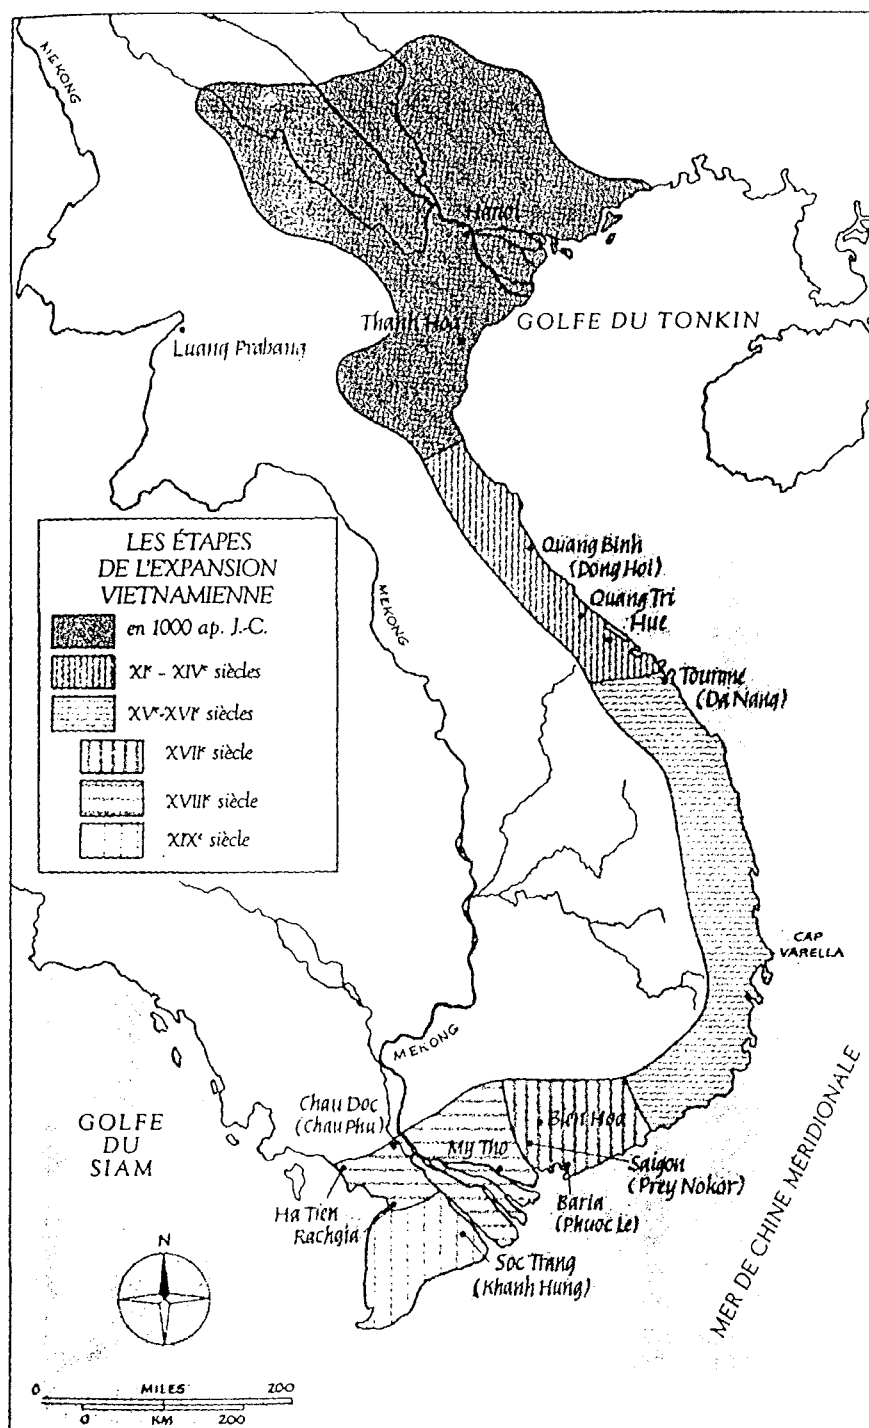 MEKONG
Hanoi
Thanh Hoa
GOLFE DU TONKIN
Luang Prabang
LES ÉTAPES
DE L'EXPANSION
VIETNAMIENNE
en 1000 ap. J.-C.
XIe - XIVe siècles
XVe-XVIe siècles
XVIIe siècle
XVIIIe siècle
XIXe siècle
Quang Binh
(Dong Hoi)
Quang Tri
Hue
Tourane
(Da Nang)
MEKONG
CAP
VARELLA
MEKONG
GOLFE
DU
SIAM
Chau Doc
(Chau Phu)
My Tho
Bien Hoa
Saigon
(Prey Nokor)
Baria
(Phuoc Le)
Ha Tien
Rachgia
Soc Trang
(Khanh Hung)
MER DE CHINE MÉRIDIONALE
N
0 MILES 200
0 KM 200